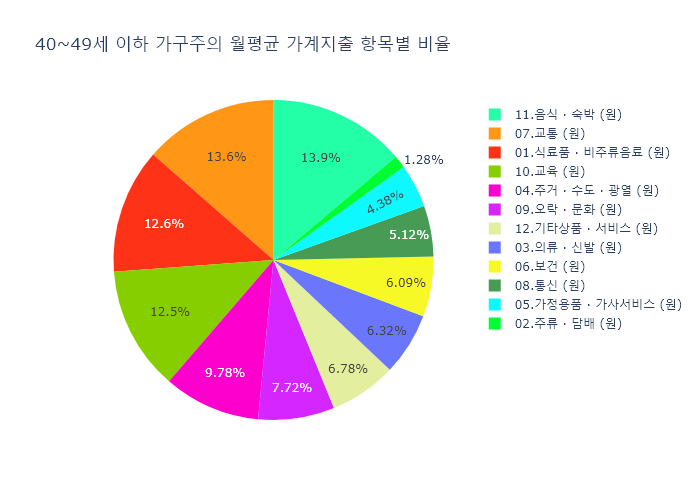 40~49세 이하 가구주의 월평균 가계지출 항목별 비율
13.9%
1.28%
4.38%
5.12%
6.09%
6.32%
6.78%
7.72%
9.78%
12.5%
12.6%
13.6%
11.음식 · 숙박 (원)
07.교통 (원)
01.식료품 · 비주류음료 (원)
10.교육 (원)
04.주거 · 수도 · 광열 (원)
09.오락 · 문화 (원)
12.기타상품 · 서비스 (원)
03.의류 · 신발 (원)
06.보건 (원)
08.통신 (원)
05.가정용품 · 가사서비스 (원)
02.주류 · 담배 (원)